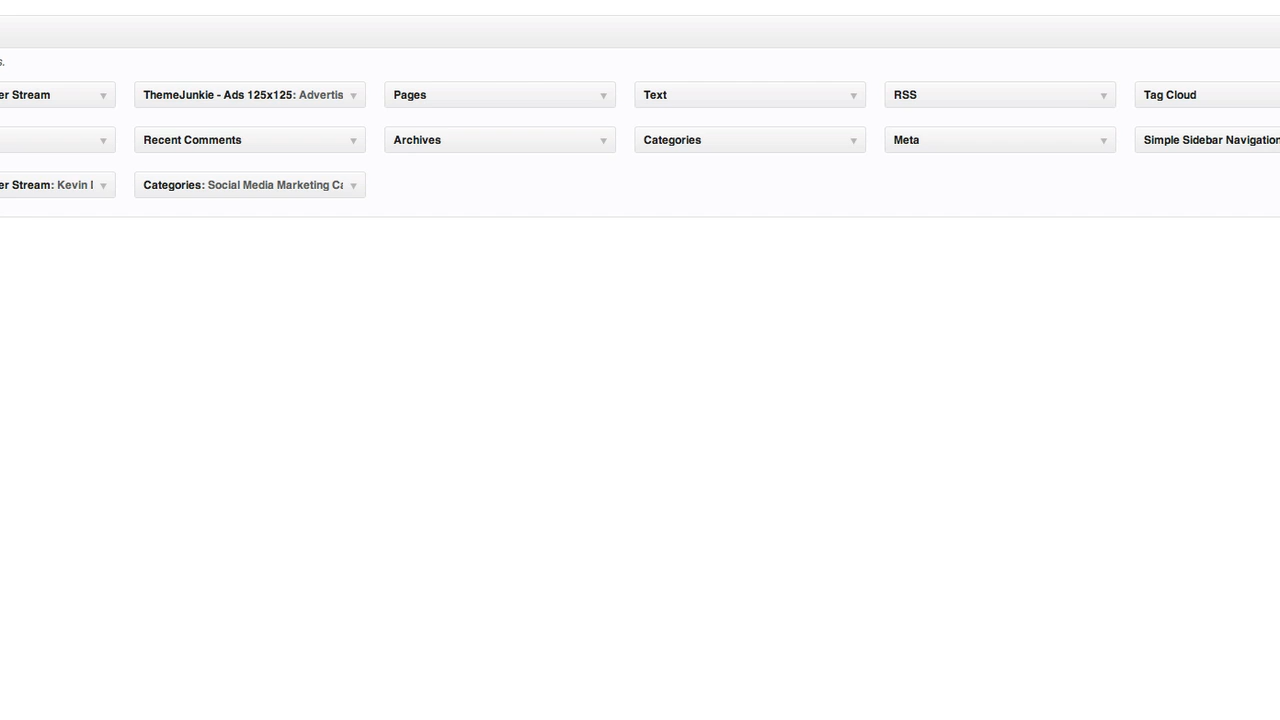 s.
er Stream ThemeJunkie - Ads 125x125: Advertis Pages Text RSS Tag Cloud
Recent Comments Archives Categories Meta Simple Sidebar Navigation
er Stream: Kevin Categories: Social Media Marketing Ca